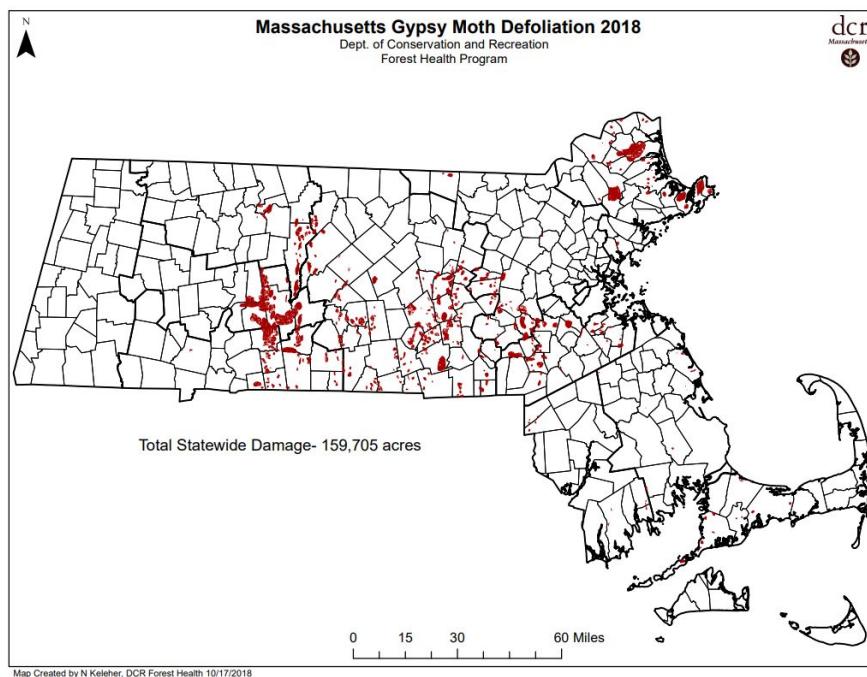 Massachusetts Gypsy Moth Defoliation 2018
Dept. of Conservation and Recreation
Forest Health Program
N
dcr
Massachusetts
Total Statewide Damage- 159,705 acres
0 15 30 60 Miles
Map Created by N Keleher, DCR Forest Health 10/17/2018